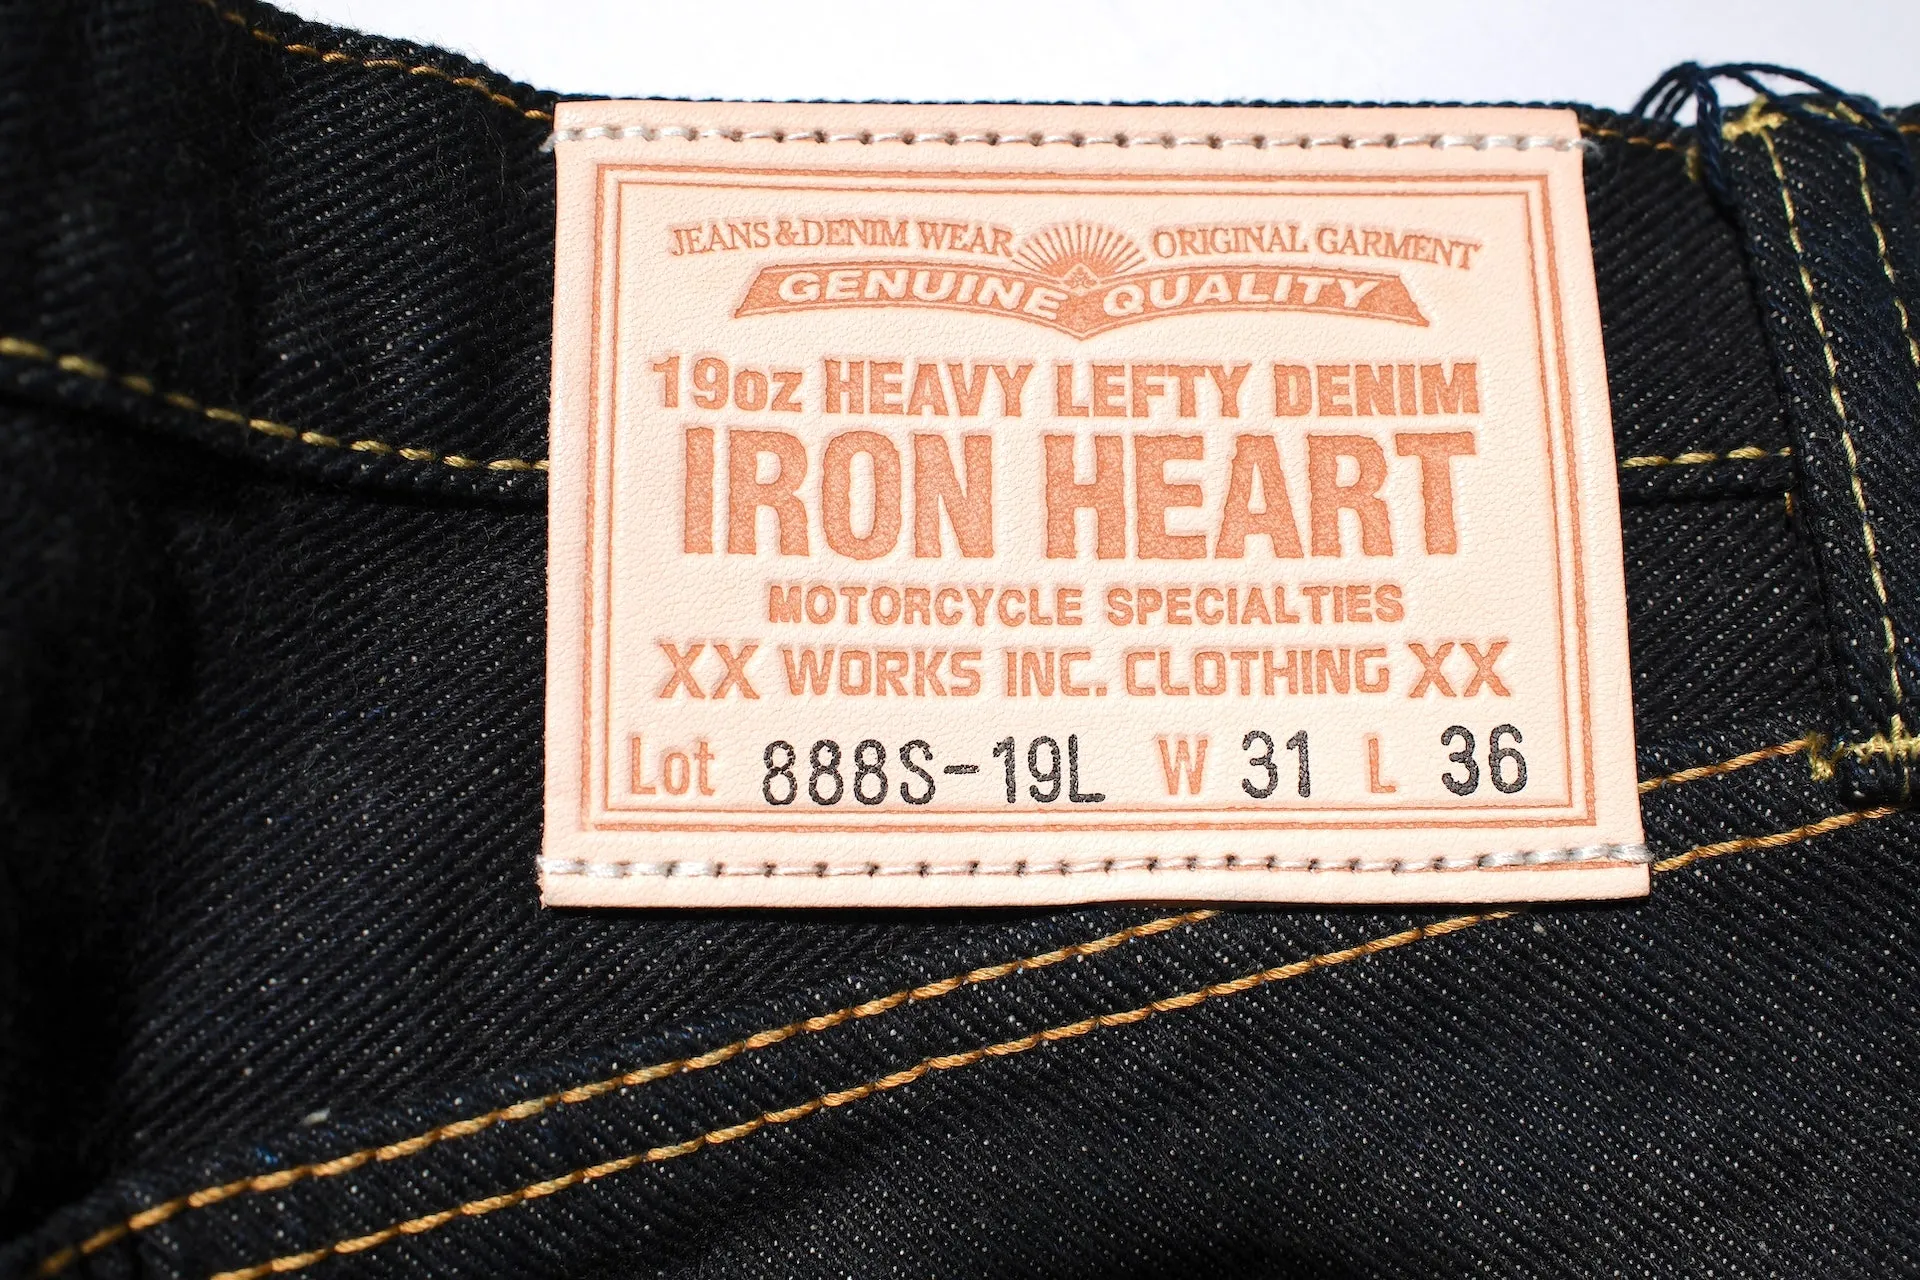 JEANS & DENIM WEAR ORIGINAL GARMENT
GENUINE QUALITY
19oz HEAVY LEFTY DENIM
IRON HEART
MOTORCYCLE SPECIALTIES
XX WORKS INC. CLOTHING XX
Lot 888S-19L W 31 L 36